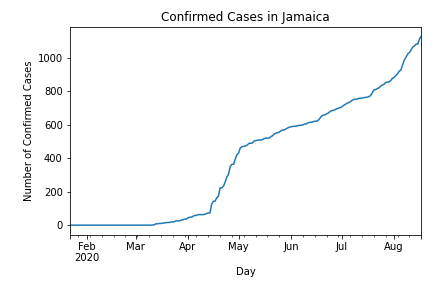 Confirmed Cases in Jamaica
Number of Confirmed Cases
1000
800
600
400
200
0
Feb Mar Apr May Jun Jul Aug
2020
Day